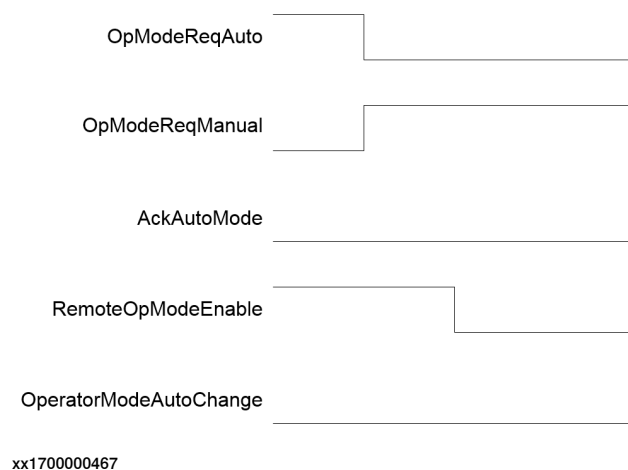 OpModeReqAuto
OpModeReqManual
AckAutoMode
RemoteOpModeEnable
OperatorModeAutoChange
xx1700000467